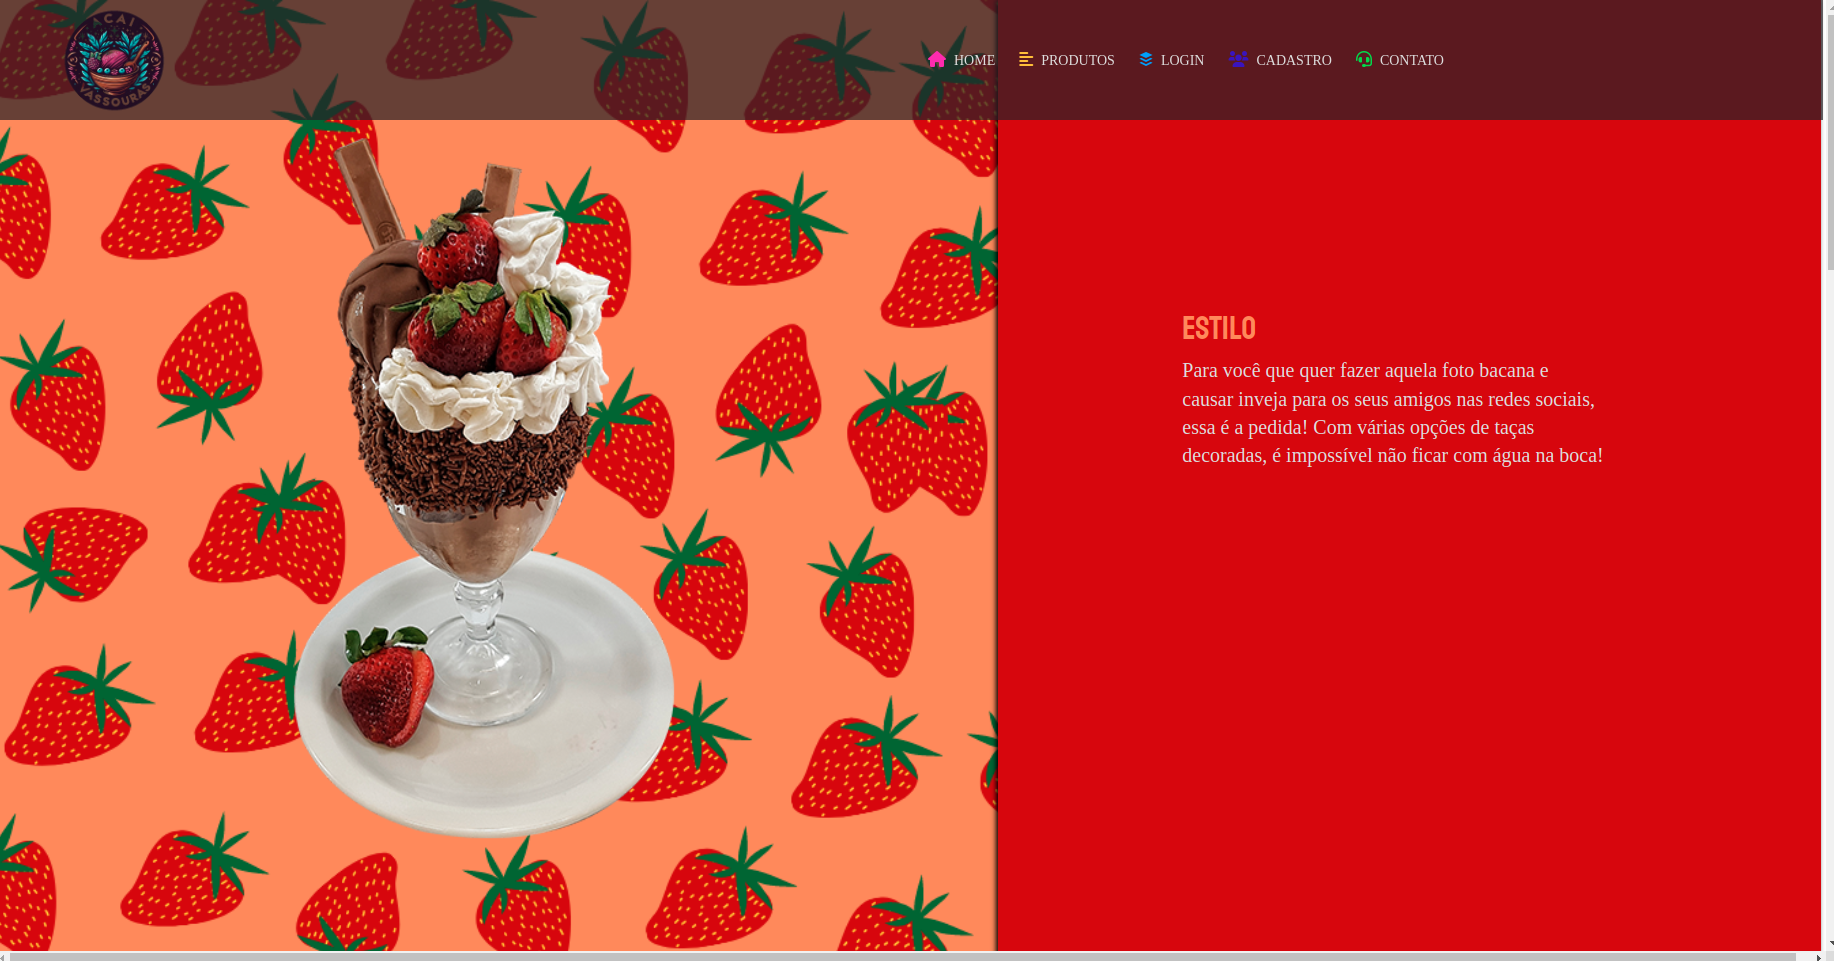 ACAI
VASSOURAS
HOME PRODUTOS LOGIN CADASTRO CONTATO
ESTILO
Para você que quer fazer aquela foto bacana e
causar inveja para os seus amigos nas redes sociais,
essa é a pedida! Com várias opções de taças
decoradas, é impossível não ficar com água na boca!